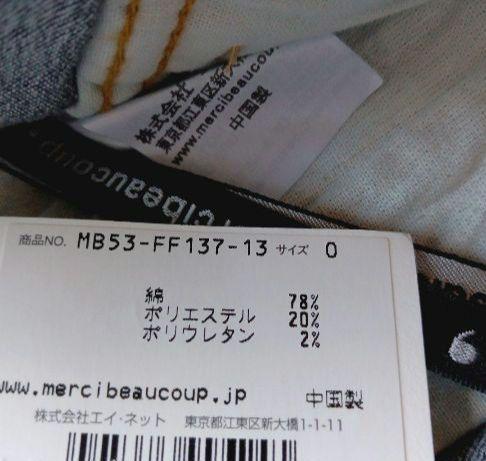 株式会社
東京都江東区新大
www.mercibeaucoup
中国製
rcibeaucoup,
商品NO. MB53-FF137-13 サイズ 0
綿 78%
ポリエステル 20%
ポリウレタン 2%
www.mercibeaucoup.jp 中国製
株式会社エイ・ネット 東京都江東区新大橋1-1-11